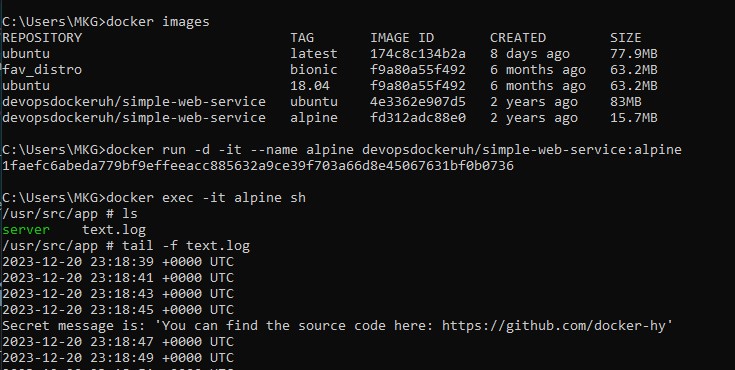 C:\Users\MKG>docker images
REPOSITORY TAG IMAGE ID CREATED SIZE
ubuntu latest 174c8c134b2a 8 days ago 77.9MB
fav_distro bionic f9a80a55f492 6 months ago 63.2MB
ubuntu 18.04 f9a80a55f492 6 months ago 63.2MB
devopsdockeruh/simple-web-service ubuntu 4e3362e907d5 2 years ago 83MB
devopsdockeruh/simple-web-service alpine fd312adc88e0 2 years ago 15.7MB
C:\Users\MKG>docker run -d -it --name alpine devopsdockeruh/simple-web-service:alpine
1faefc6abeda779bf9effeeacc885632a9ce39f703a66d8e45067631bf0b0736
C:\Users\MKG>docker exec -it alpine sh
/usr/src/app # ls
server text.log
/usr/src/app # tail -f text.log
2023-12-20 23:18:39 +0000 UTC
2023-12-20 23:18:41 +0000 UTC
2023-12-20 23:18:43 +0000 UTC
2023-12-20 23:18:45 +0000 UTC
Secret message is: 'You can find the source code here: https://github.com/docker-hy'
2023-12-20 23:18:47 +0000 UTC
2023-12-20 23:18:49 +0000 UTC